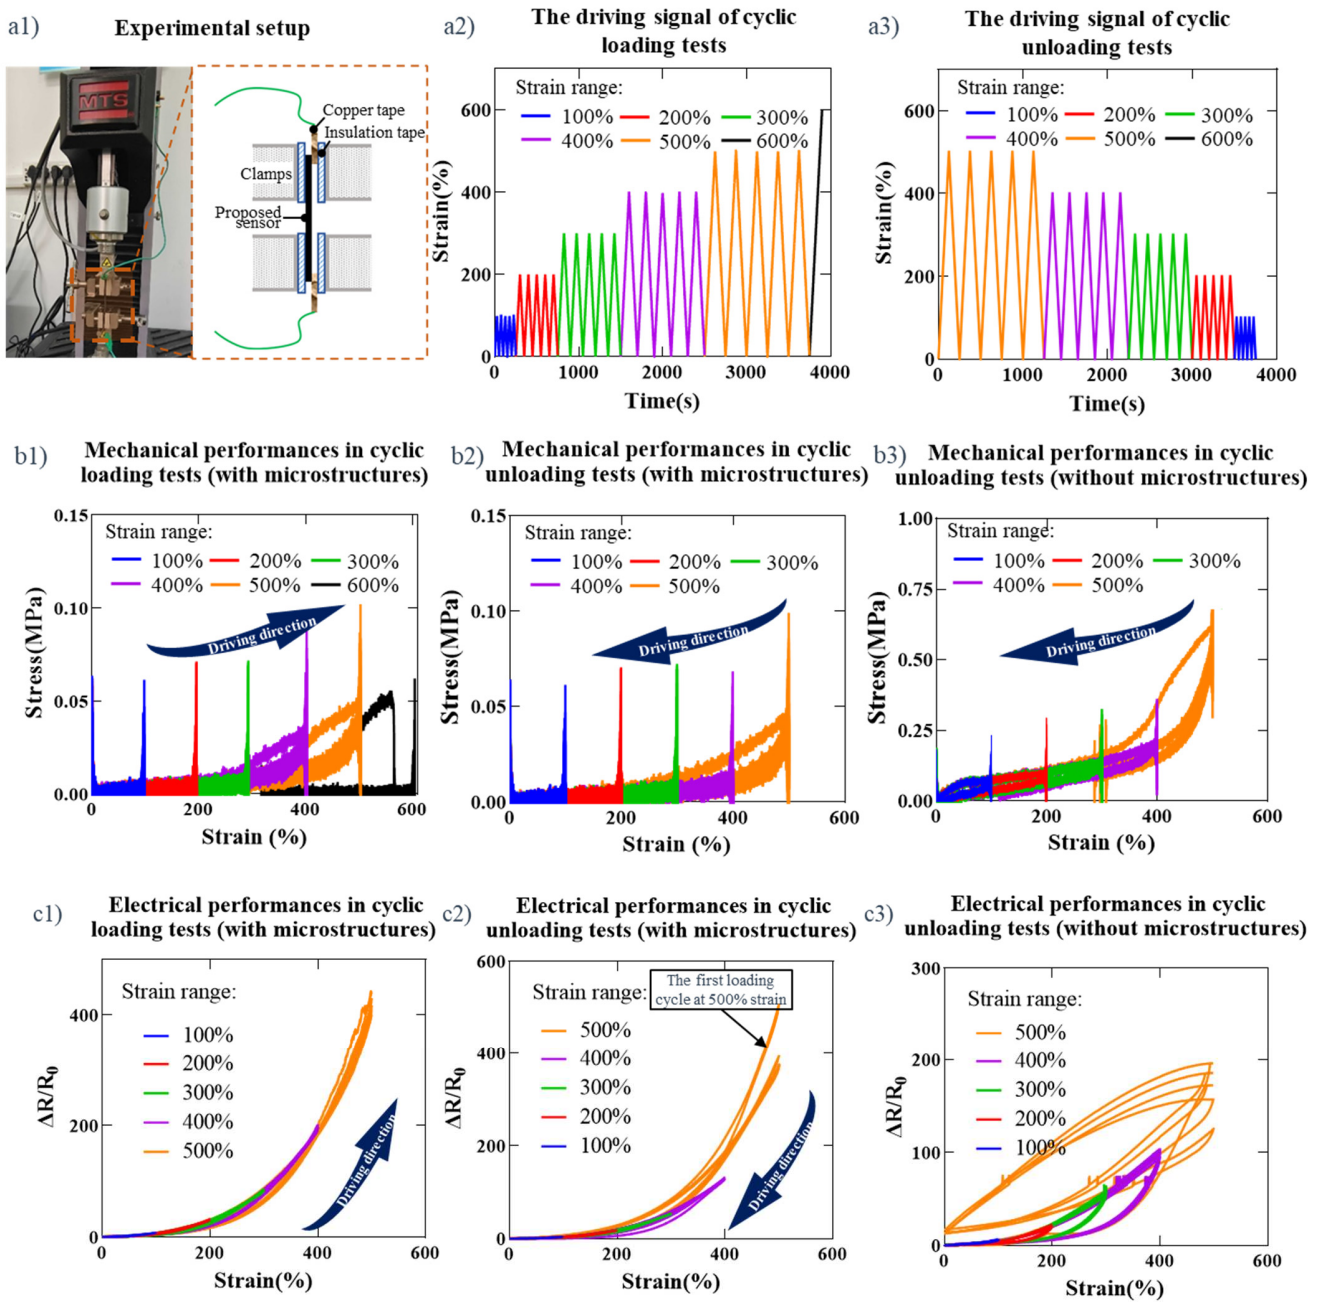 a1)
Experimental setup
MTS
Copper tape
Insulation tape
Clamps
Proposed
sensor
a2)
The driving signal of cyclic
loading tests
Strain range:
100% 200% 300%
400% 500% 600%
600
400
200
0
Strain(%)
0 1000 2000 3000 4000
Time(s)
a3)
The driving signal of cyclic
unloading tests
Strain range:
100% 200% 300%
400% 500% 600%
600
400
200
0
Strain(%)
0 1000 2000 3000 4000
Time(s)
b1)
Mechanical performances in cyclic
loading tests (with microstructures)
Strain range:
100% 200% 300%
400% 500% 600%
Driving direction
0.15
0.10
0.05
0.00
Stress(MPa)
0 200 400 600
Strain (%)
b2)
Mechanical performances in cyclic
unloading tests (with microstructures)
Strain range:
100% 200% 300%
400% 500%
Driving direction
0.15
0.10
0.05
0.00
Stress(MPa)
0 200 400 600
Strain (%)
b3)
Mechanical performances in cyclic
unloading tests (without microstructures)
Strain range:
100% 200% 300%
400% 500%
Driving direction
1.00
0.75
0.50
0.25
0.00
Stress(MPa)
0 200 400 600
Strain (%)
c1)
Electrical performances in cyclic
loading tests (with microstructures)
Strain range:
100%
200%
300%
400%
500%
Driving direction
400
200
0
ΔR/R0
0 200 400 600
Strain(%)
c2)
Electrical performances in cyclic
unloading tests (with microstructures)
The first loading
cycle at 500% strain
Strain range:
500%
400%
300%
200%
100%
Driving direction
600
400
200
0
ΔR/R0
0 200 400 600
Strain(%)
c3)
Electrical performances in cyclic
unloading tests (without microstructures)
Strain range:
500%
400%
300%
200%
100%
300
200
100
0
ΔR/R0
0 200 400 600
Strain(%)